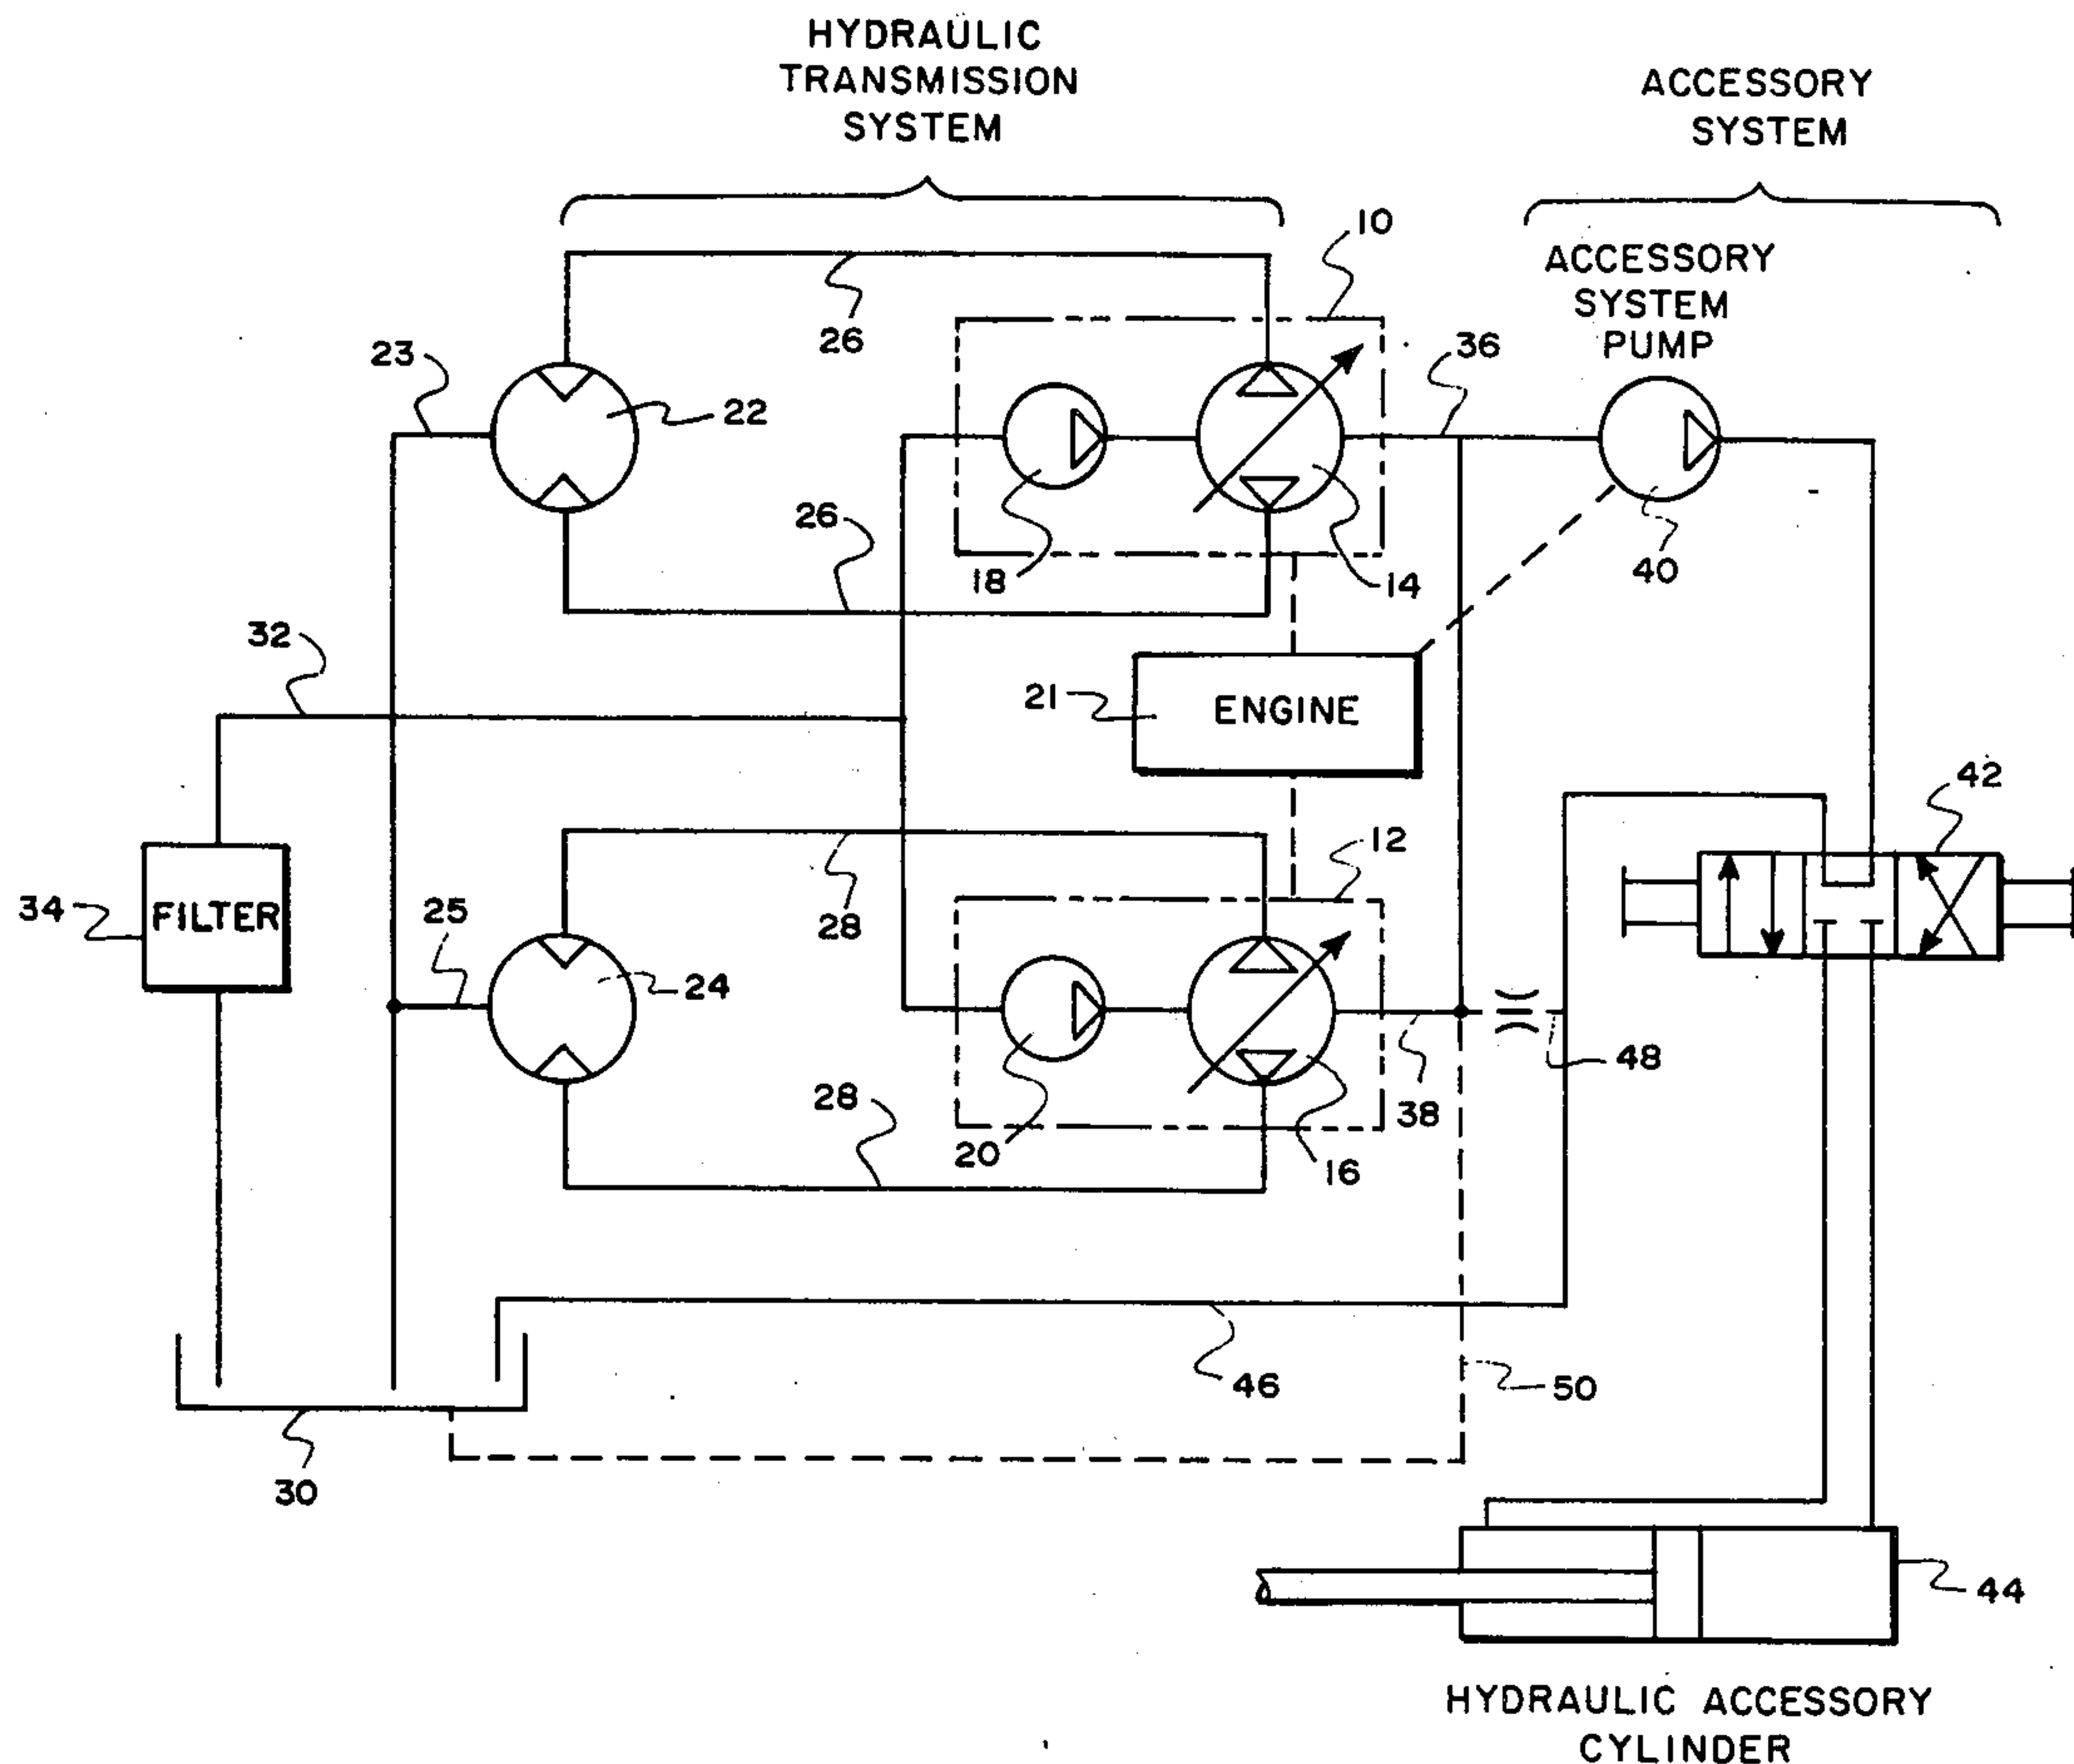 HYDRAULIC
TRANSMISSION
SYSTEM
ACCESSORY
SYSTEM
10
ACCESSORY
SYSTEM
PUMP
26
23
36
22
26
18
14
40
32
21
ENGINE
42
12
34
FILTER
25
28
24
48
28
38
20
16
46
50
30
44
HYDRAULIC ACCESSORY
CYLINDER